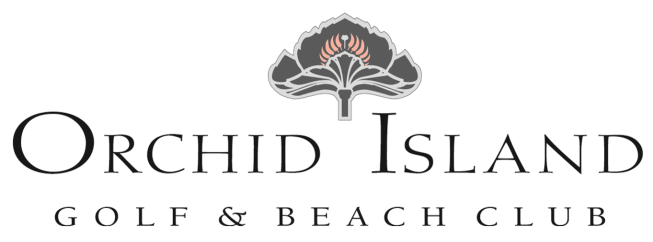 ORCHID ISLAND
GOLF & BEACH CLUB